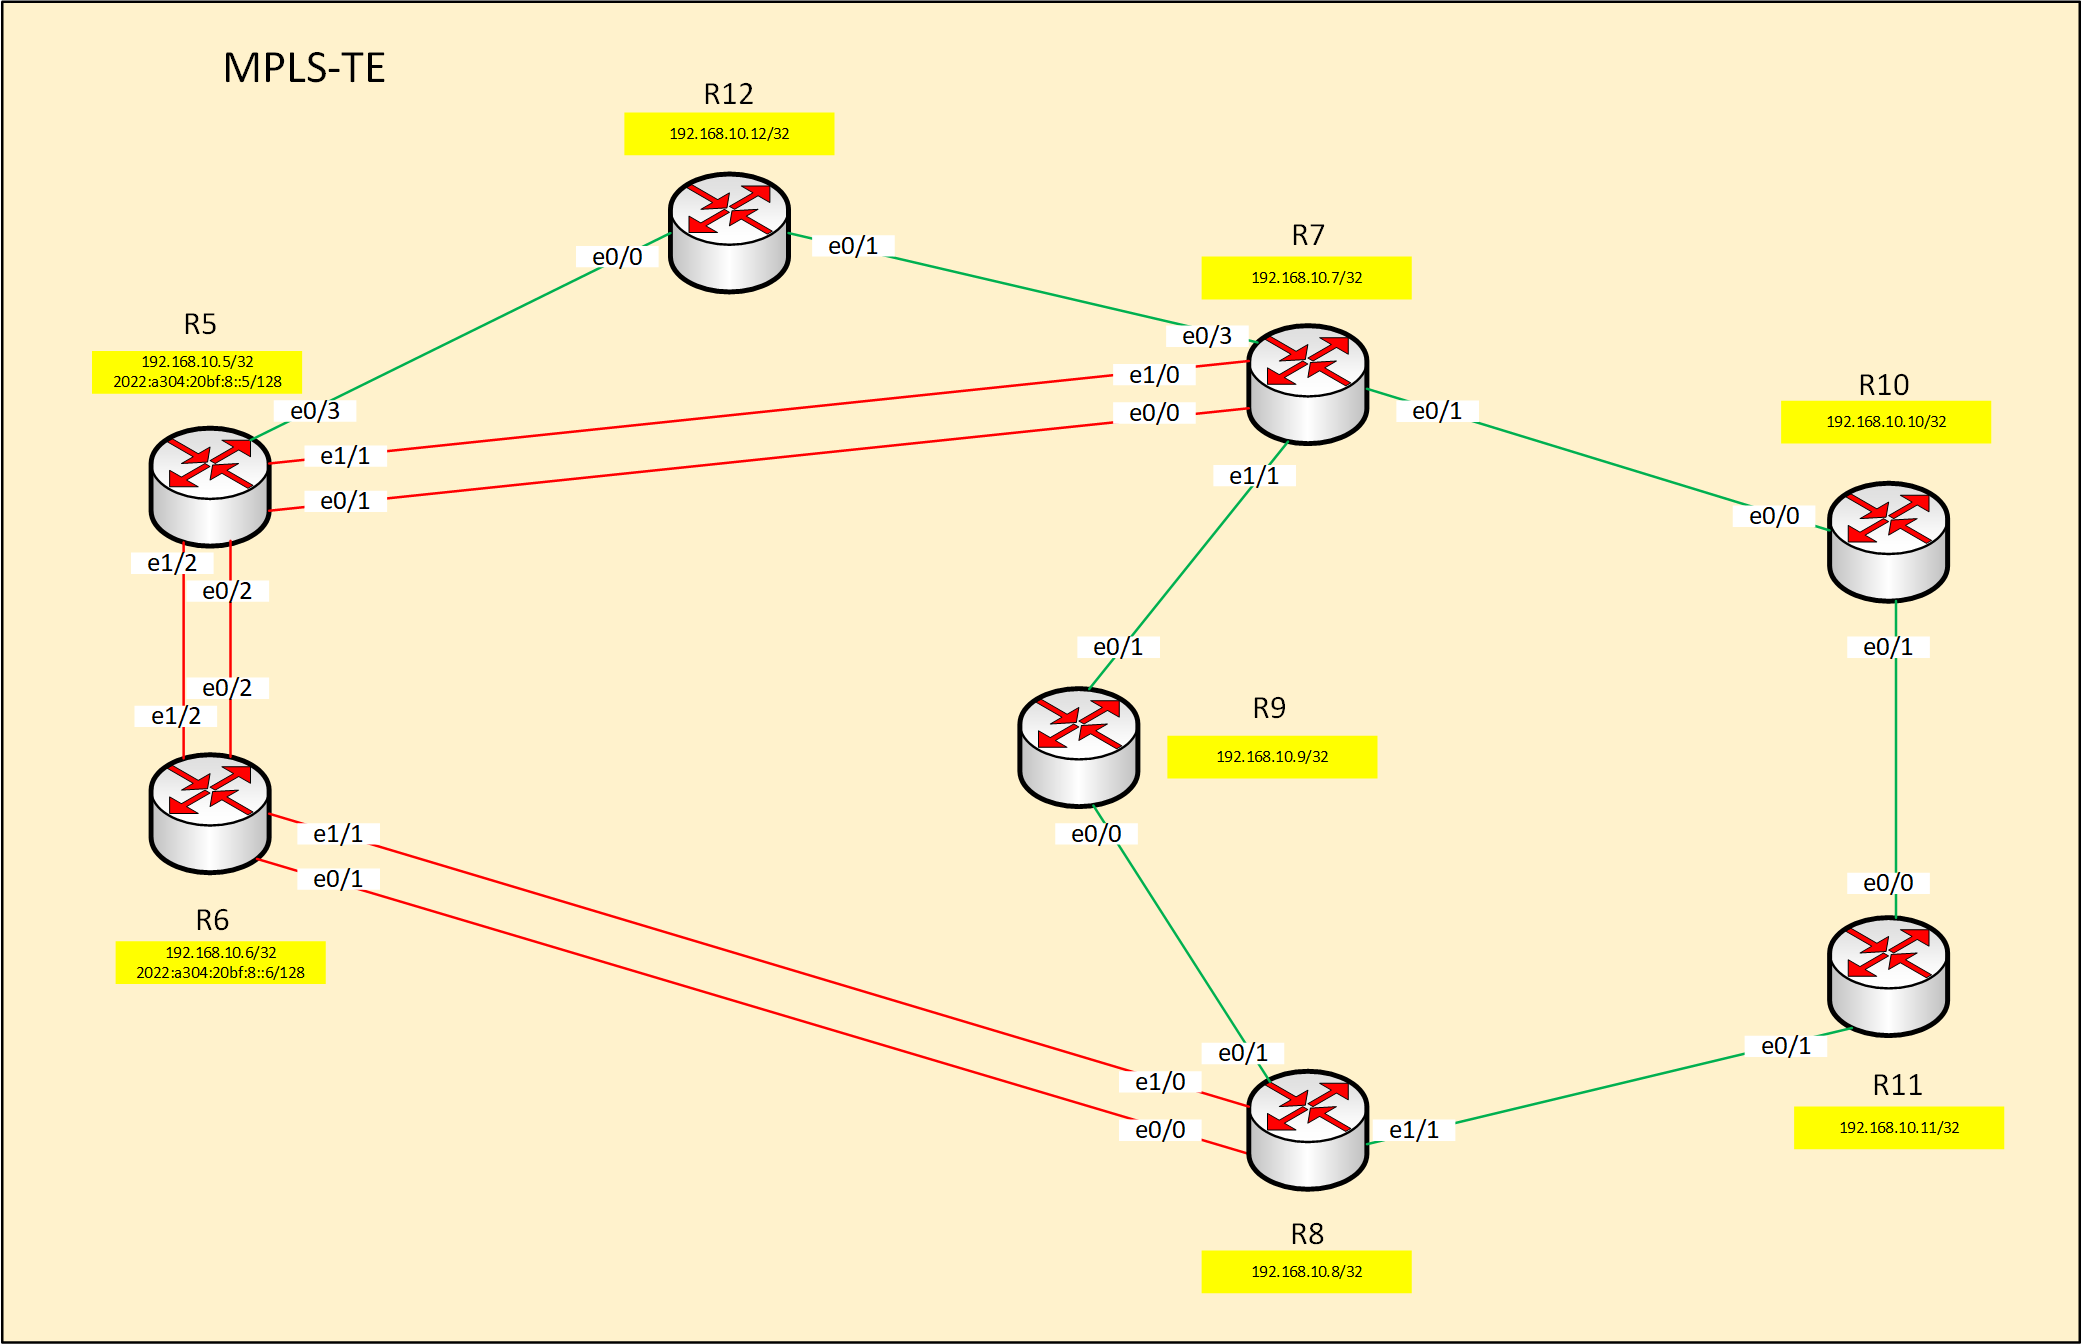 MPLS-TE
R12
192.168.10.12/32
e0/0
e0/1
R7
192.168.10.7/32
e0/3
e1/0
e0/0
e0/1
e1/1
R5
192.168.10.5/32
2022:a304:20bf:8::5/128
e0/3
e1/1
e0/1
e1/2
e0/2
R10
192.168.10.10/32
e0/0
e0/1
e0/1
R9
192.168.10.9/32
e0/0
e0/2
e1/2
e1/1
e0/1
R6
192.168.10.6/32
2022:a304:20bf:8::6/128
e0/0
e0/1
R11
192.168.10.11/32
e0/1
e1/0
e0/0
e1/1
R8
192.168.10.8/32